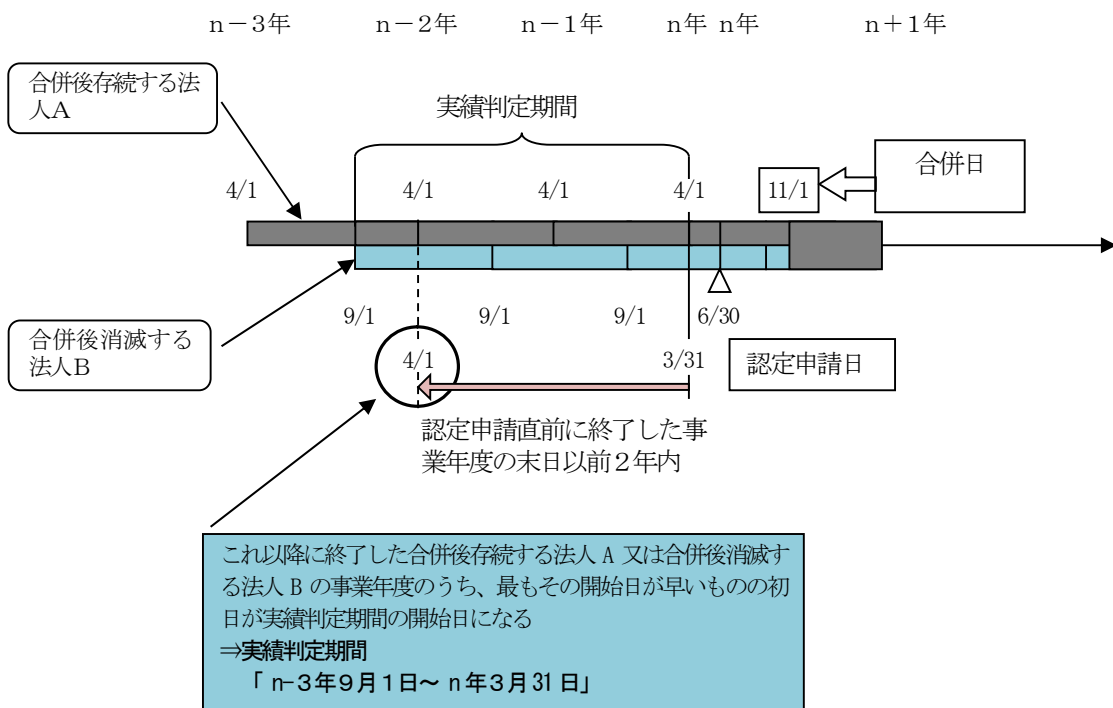 n－3年 n－2年 n－1年 n年 n年 n＋1年
合併後存続する法
人A
実績判定期間
合併日
4/1 4/1 4/1 4/1 11/1
9/1 9/1 9/1 6/30
合併後消滅する
法人B
4/1 3/31 認定申請日
認定申請直前に終了した事
業年度の末日以前２年内
これ以降に終了した合併後存続する法人 A 又は合併後消滅す
る法人 B の事業年度のうち、最もその開始日が早いものの初
日が実績判定期間の開始日になる
⇒実績判定期間
「 n-3年９月１日～ n 年３月 31 日」